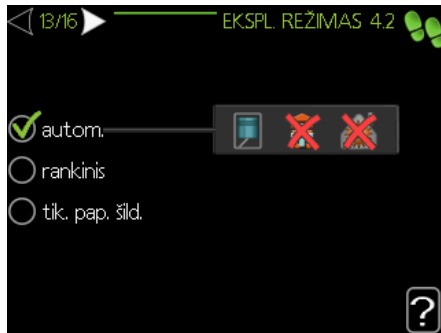 13/16 EKSPL. REŽIMAS 4.2
autom.
rankinis
tik. pap. šild.
?